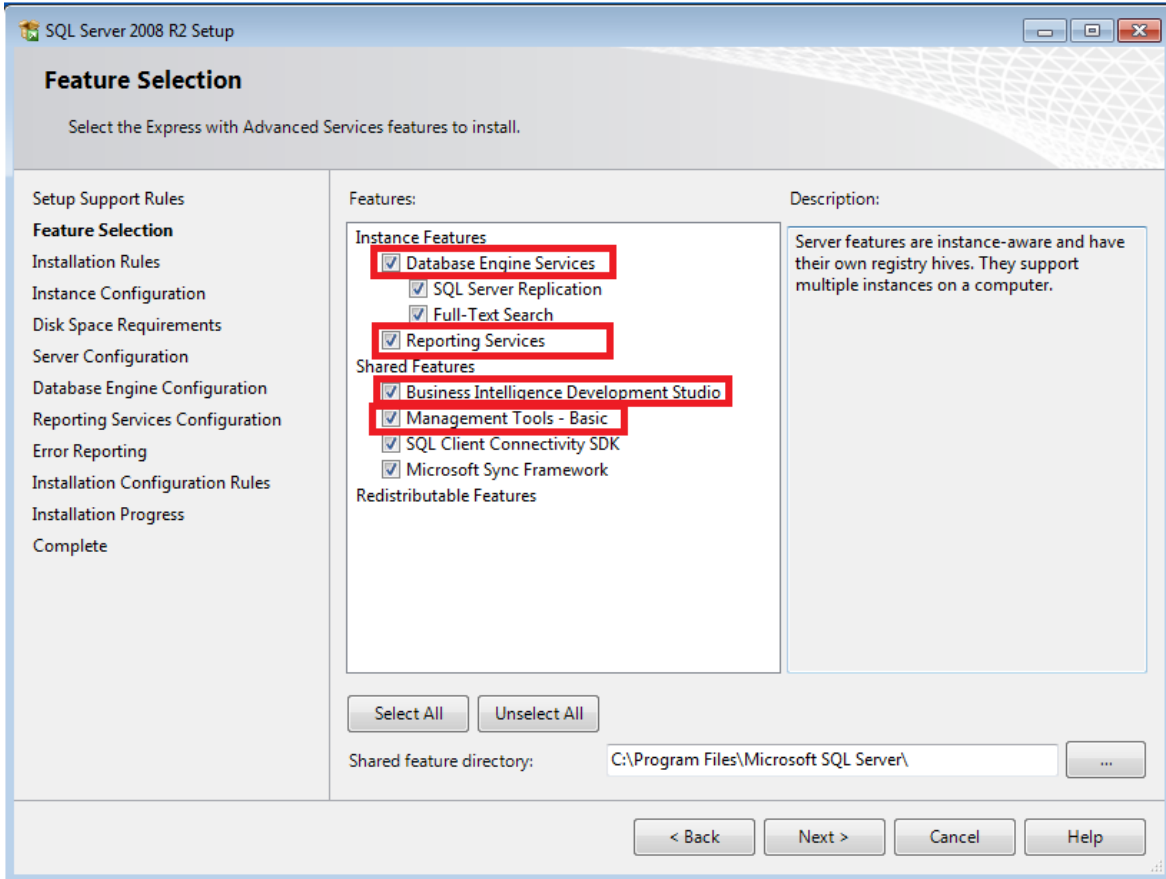 SQL Server 2008 R2 Setup
Feature Selection
Select the Express with Advanced Services features to install.
Setup Support Rules
Feature Selection
Installation Rules
Instance Configuration
Disk Space Requirements
Server Configuration
Database Engine Configuration
Reporting Services Configuration
Error Reporting
Installation Configuration Rules
Installation Progress
Complete
Features:
Instance Features
Database Engine Services
SQL Server Replication
Full-Text Search
Reporting Services
Shared Features
Business Intelligence Development Studio
Management Tools - Basic
SQL Client Connectivity SDK
Microsoft Sync Framework
Redistributable Features
Description:
Server features are instance-aware and have
their own registry hives. They support
multiple instances on a computer.
Select All
Unselect All
Shared feature directory:
C:\Program Files\Microsoft SQL Server\
...
< Back
Next >
Cancel
Help